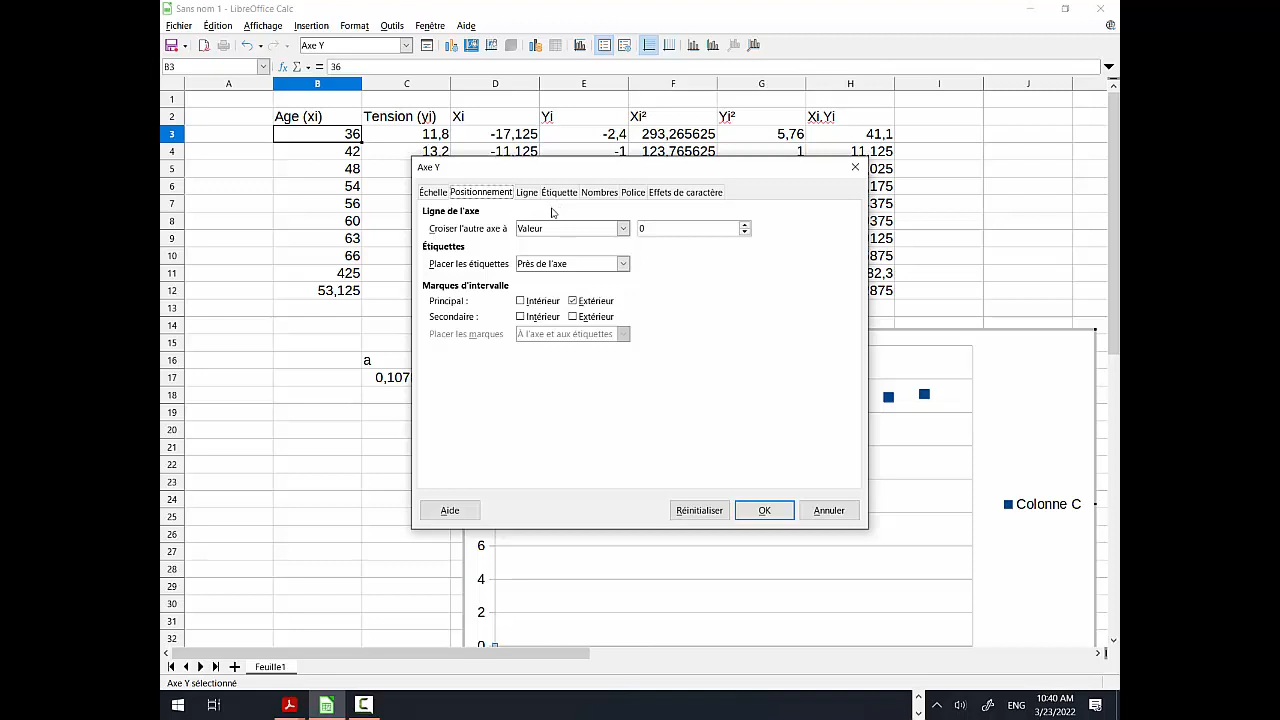 Sans nom 1 - LibreOffice Calc
Fichier Édition Affichage Insertion Format Outils Fenêtre Aide
Axe Y
B3 fx Σ = 36
A B C D E F G H I J
1
2 Age (xi) Tension (yi) Xi Yi Xi² Yi² Xi.Yi
3 36 11,8 -17,125 -2,4 293,265625 5,76 41,1
4 42 13,2 -11,125 -1 123,765625 1 11,125
Axe Y
5 48 025
Échelle Positionnement Ligne Étiquette Nombres Police Effets de caractère
6 54 175
Ligne de l'axe
7 56 375
Croiser l'autre axe à Valeur 0
8 60 375
Étiquettes
9 63 125
Placer les étiquettes Près de l'axe
10 66 875
11 425 82,3
Marques d'intervalle
12 53,125 875
Principal : Intérieur Extérieur
13
Secondaire : Intérieur Extérieur
14
Placer les marques À l'axe et aux étiquettes
15
16 a
17 0,107
18
19
20
21
22
23
24 Colonne C
Aide Réinitialiser OK Annuler
25
26 6
27
28 4
29
30 2
31
32 0
Feuille1
Axe Y sélectionné
ENG
10:40 AM
3/23/2022